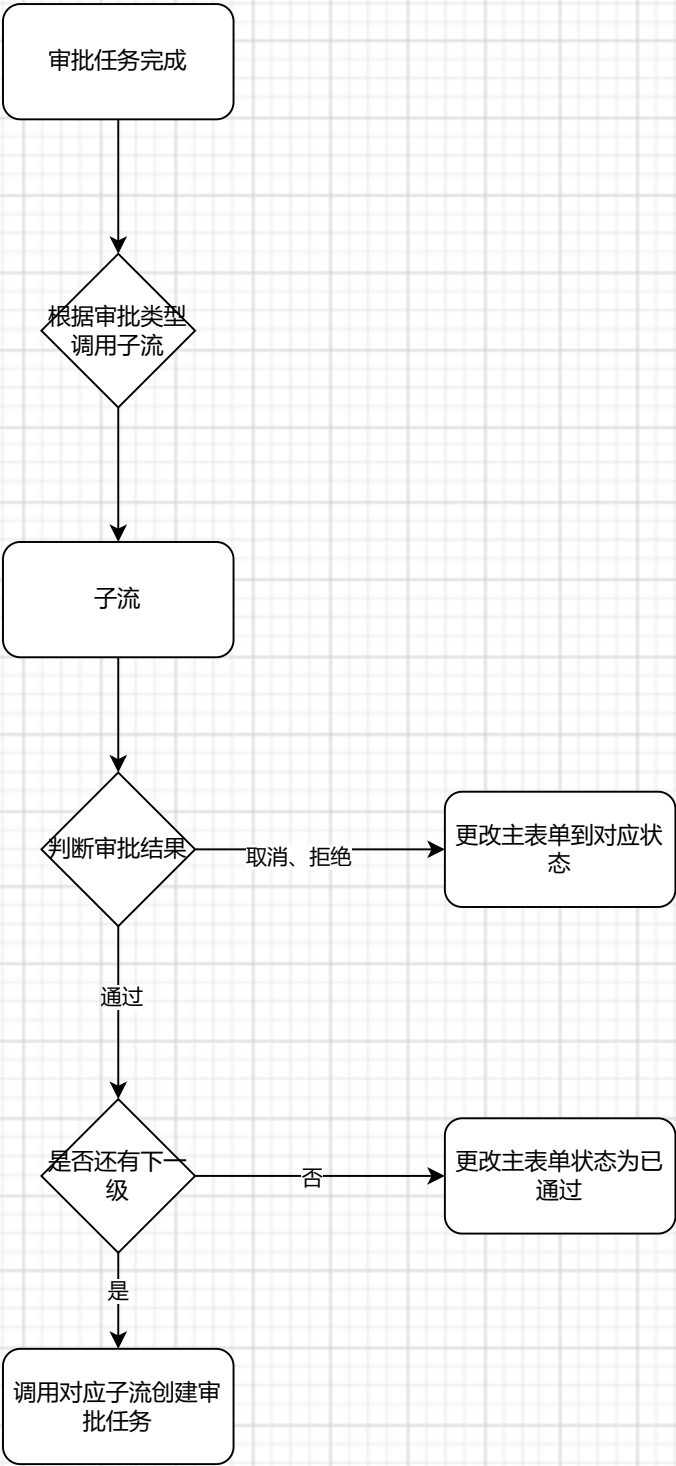 审批任务完成
根据审批类型
调用子流
子流
判断审批结果
取消、拒绝
更改主表单到对应状
态
通过
是否还有下一
级
否
更改主表单状态为已
通过
是
调用对应子流创建审
批任务